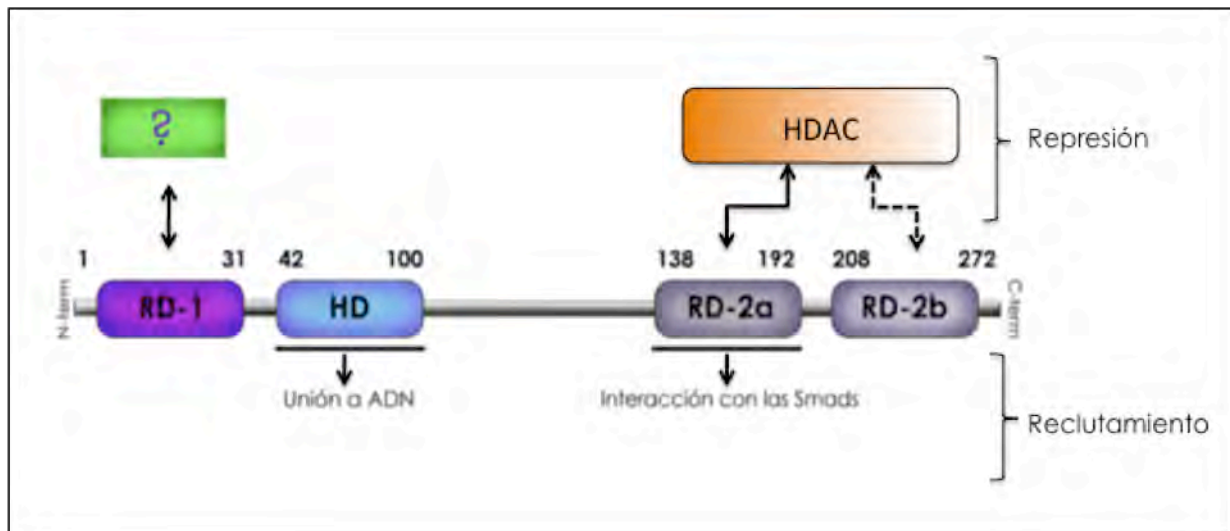 ?
HDAC
Represión
1 31 42 100 138 192 208 272
N-term RD-1 HD RD-2a RD-2b C-term
Unión a ADN Interacción con las Smads
Reclutamiento